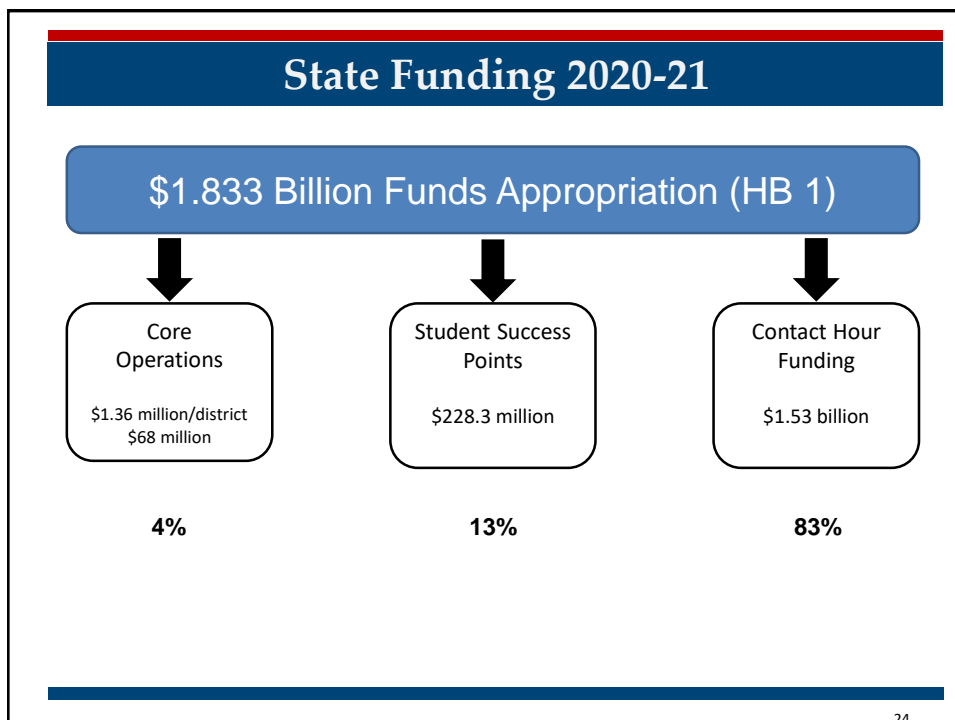 State Funding 2020-21
$1.833 Billion Funds Appropriation (HB 1)
Core
Operations
$1.36 million/district
$68 million
Student Success
Points
$228.3 million
Contact Hour
Funding
$1.53 billion
4%
13%
83%
24